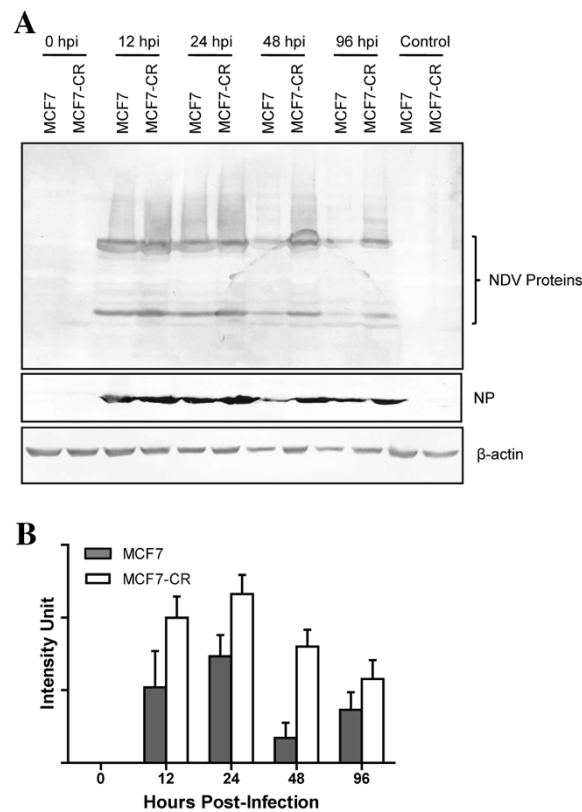 A
0 hpi 12 hpi 24 hpi 48 hpi 96 hpi Control
MCF7 MCF7-CR MCF7 MCF7-CR MCF7 MCF7-CR MCF7 MCF7-CR MCF7 MCF7-CR MCF7 MCF7-CR
NDV Proteins
NP
β-actin
B
MCF7
MCF7-CR
Intensity Unit
0 12 24 48 96
Hours Post-Infection